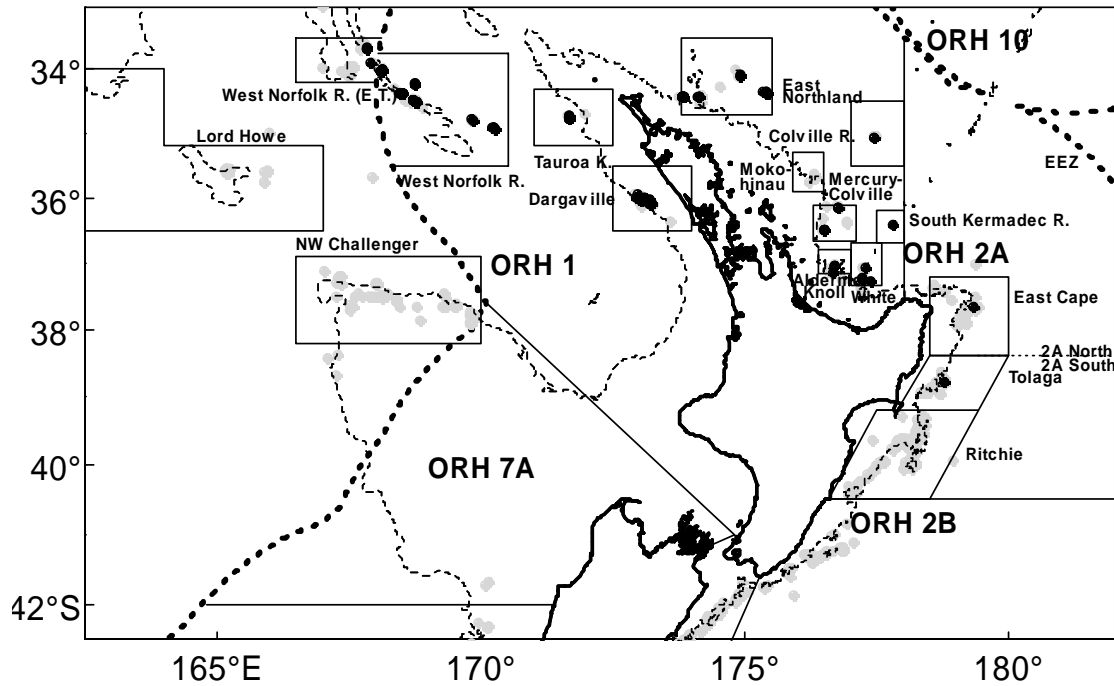 ORH 10
34°
West Norfolk R. (E.T.)
East
Northland
Lord Howe
Colville R.
Tauroa K.
EEZ
Moko-
hinau
West Norfolk R.
Mercury-
Colville
Dargaville
36°
South Kermadec R.
NW Challenger
ORH 1
ORH 2A
Knoll
White
East Cape
38°
2A North
2A South
Tolaga
Ritchie
40°
ORH 7A
ORH 2B
42°S
165°E
170°
175°
180°